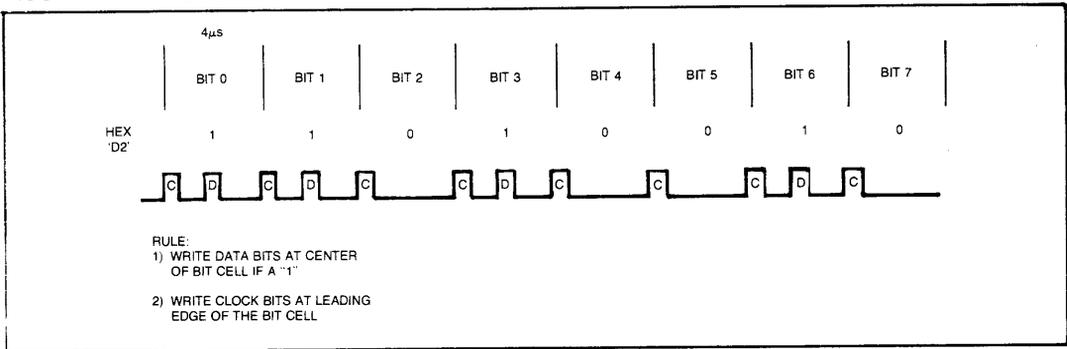 4μs
BIT 0 BIT 1 BIT 2 BIT 3 BIT 4 BIT 5 BIT 6 BIT 7
HEX 'D2' 1 1 0 1 0 0 1 0
C D C D C C D C C C D C
RULE:
1) WRITE DATA BITS AT CENTER
OF BIT CELL IF A "1"
2) WRITE CLOCK BITS AT LEADING
EDGE OF THE BIT CELL